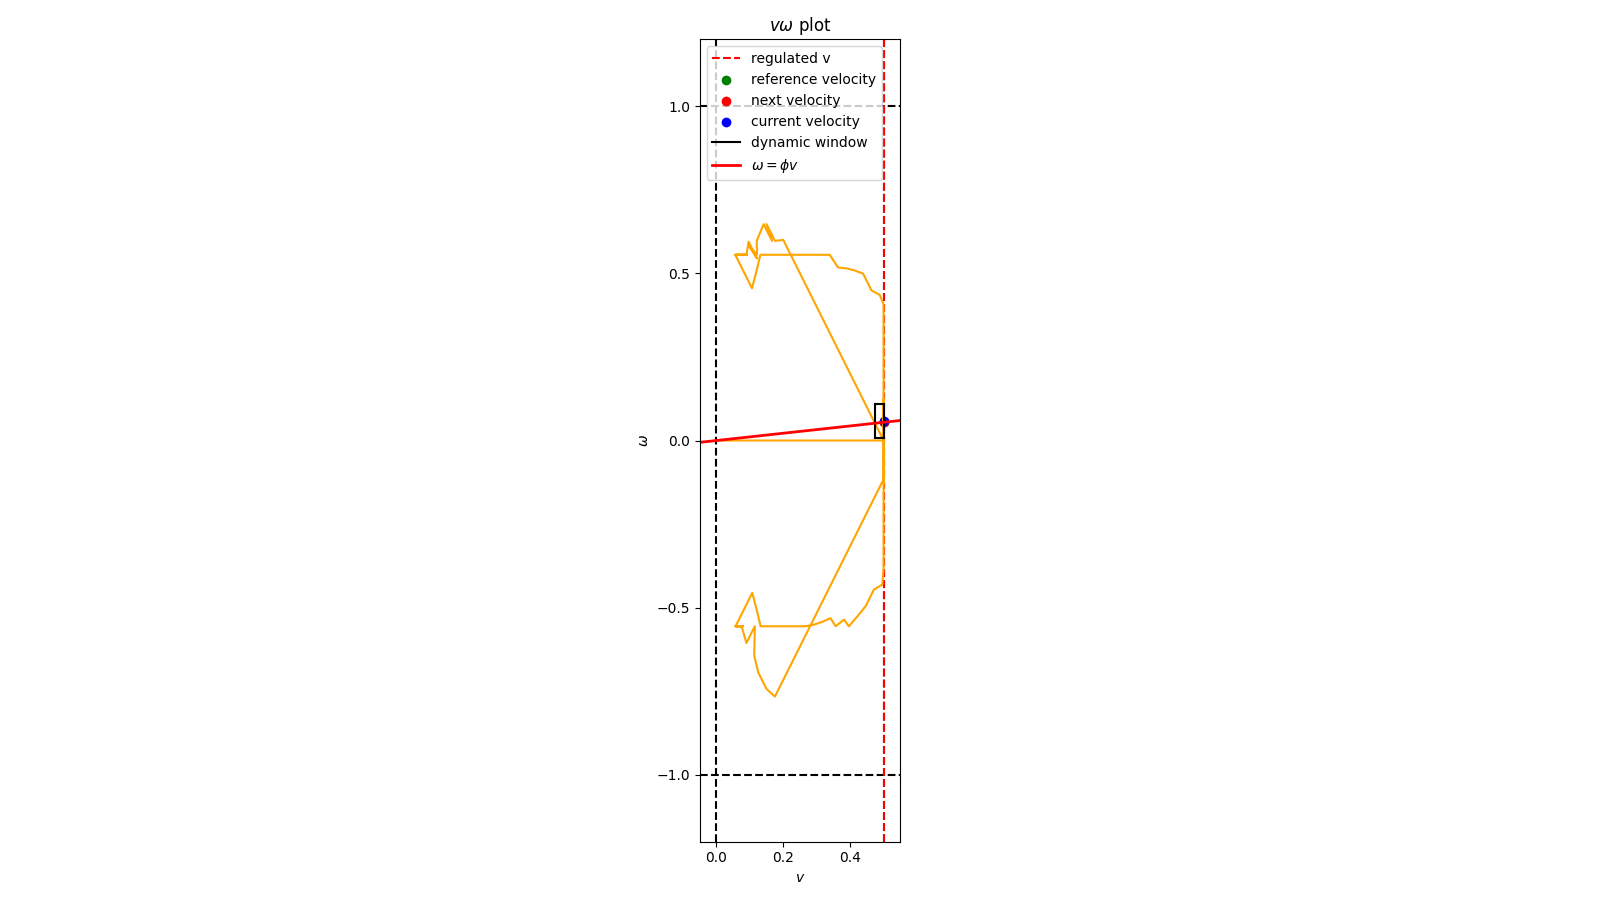 vω plot
regulated v
reference velocity
next velocity
current velocity
dynamic window
ω = ϕv
1.0
0.5
0.0
−0.5
−1.0
ω
0.0 0.2 0.4
v